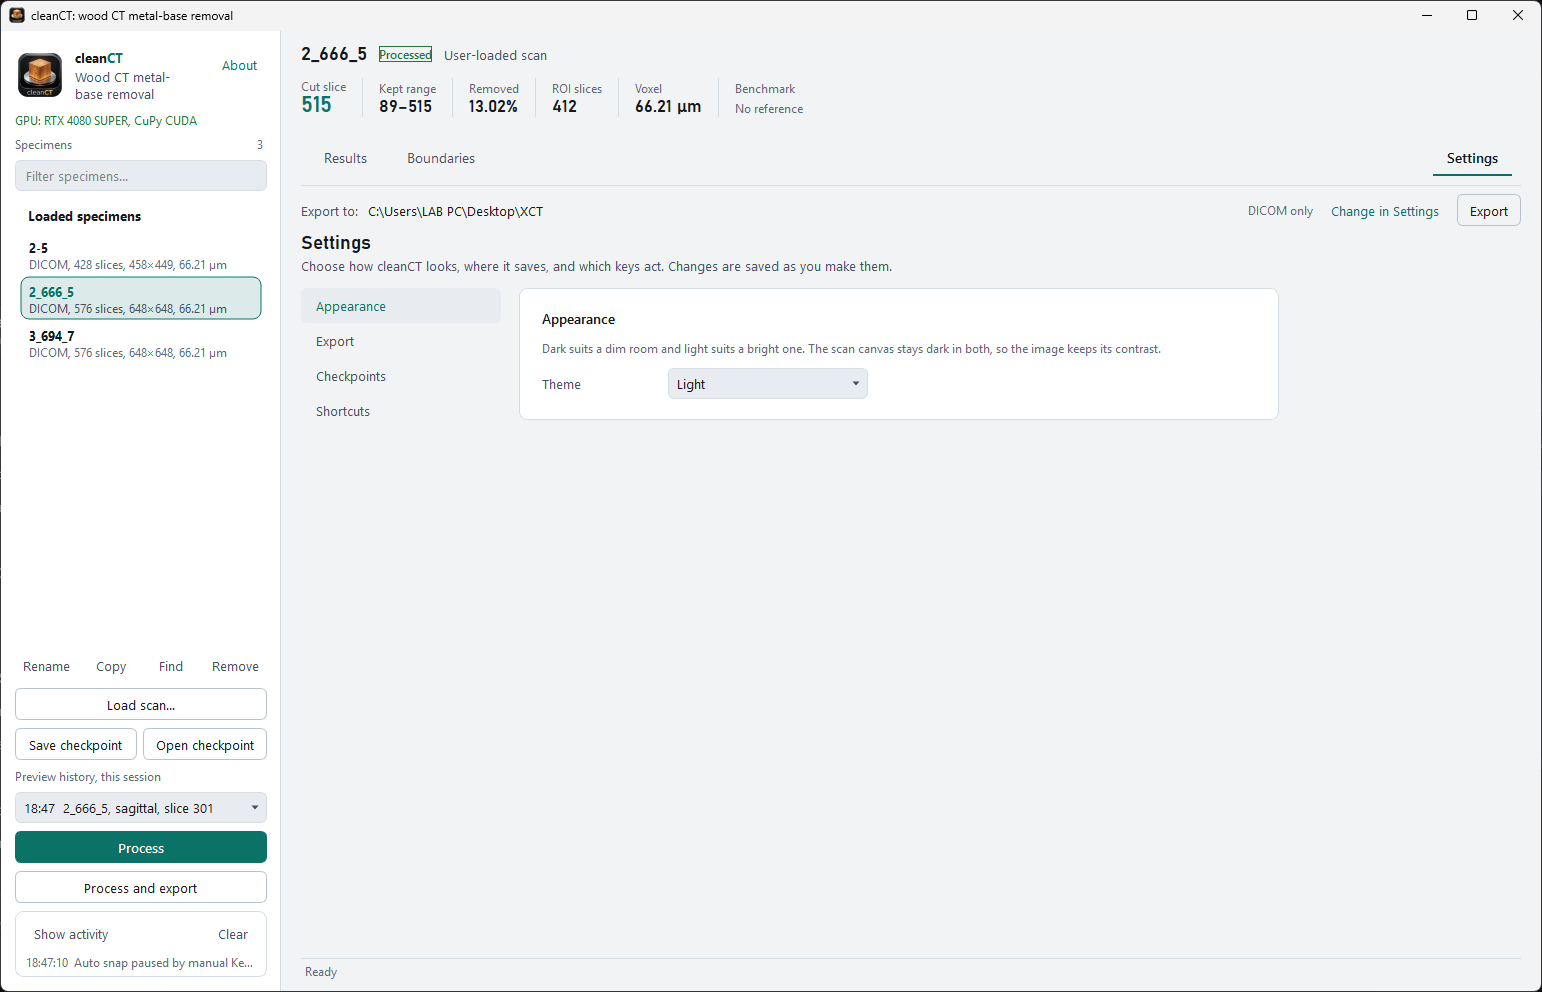 cleanCT: wood CT metal-base removal
cleanCT
Wood CT metal-
base removal
About
cleanCT
GPU: RTX 4080 SUPER, CuPy CUDA
Specimens 3
Filter specimens...
Loaded specimens
2-5
DICOM, 428 slices, 458×449, 66.21 µm
2_666_5
DICOM, 576 slices, 648×648, 66.21 µm
3_694_7
DICOM, 576 slices, 648×648, 66.21 µm
Rename Copy Find Remove
Load scan...
Save checkpoint Open checkpoint
Preview history, this session
18:47 2_666_5, sagittal, slice 301
Process
Process and export
Show activity Clear
18:47:10 Auto snap paused by manual Ke...
2_666_5 Processed User-loaded scan
Cut slice Kept range Removed ROI slices Voxel Benchmark
515 89–515 13.02% 412 66.21 µm No reference
Results Boundaries Settings
Export to: C:\Users\LAB PC\Desktop\XCT DICOM only Change in Settings Export
Settings
Choose how cleanCT looks, where it saves, and which keys act. Changes are saved as you make them.
Appearance
Export
Checkpoints
Shortcuts
Appearance
Dark suits a dim room and light suits a bright one. The scan canvas stays dark in both, so the image keeps its contrast.
Theme Light
Ready